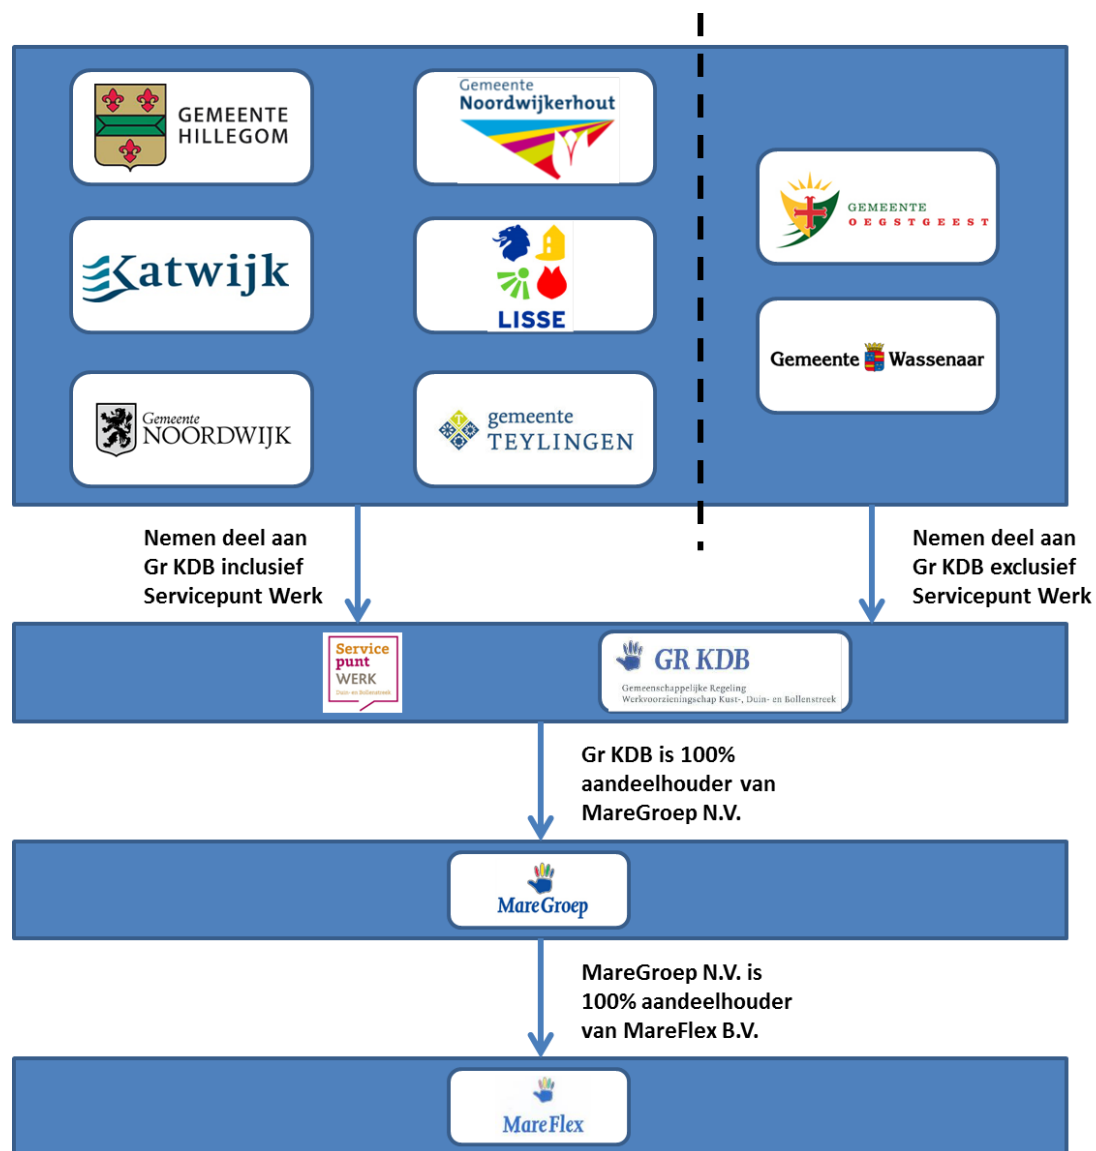 GEMEENTE
HILLEGOM
Gemeente
Noordwijkerhout
Katwijk
LISSE
Gemeente
NOORDWIJK
gemeente
TEYLINGEN
GEMEENTE
OEGSTGEEST
Gemeente Wassenaar
Nemen deel aan
Gr KDB inclusief
Servicepunt Werk
Nemen deel aan
Gr KDB exclusief
Servicepunt Werk
Service
punt
WERK
Duin- en Bollenstreek
GR KDB
Gemeenschappelijke Regeling
Werkvoorzieningschap Kust-, Duin- en Bollenstreek
Gr KDB is 100%
aandeelhouder van
MareGroep N.V.
MareGroep
MareGroep N.V. is
100% aandeelhouder
van MareFlex B.V.
MareFlex